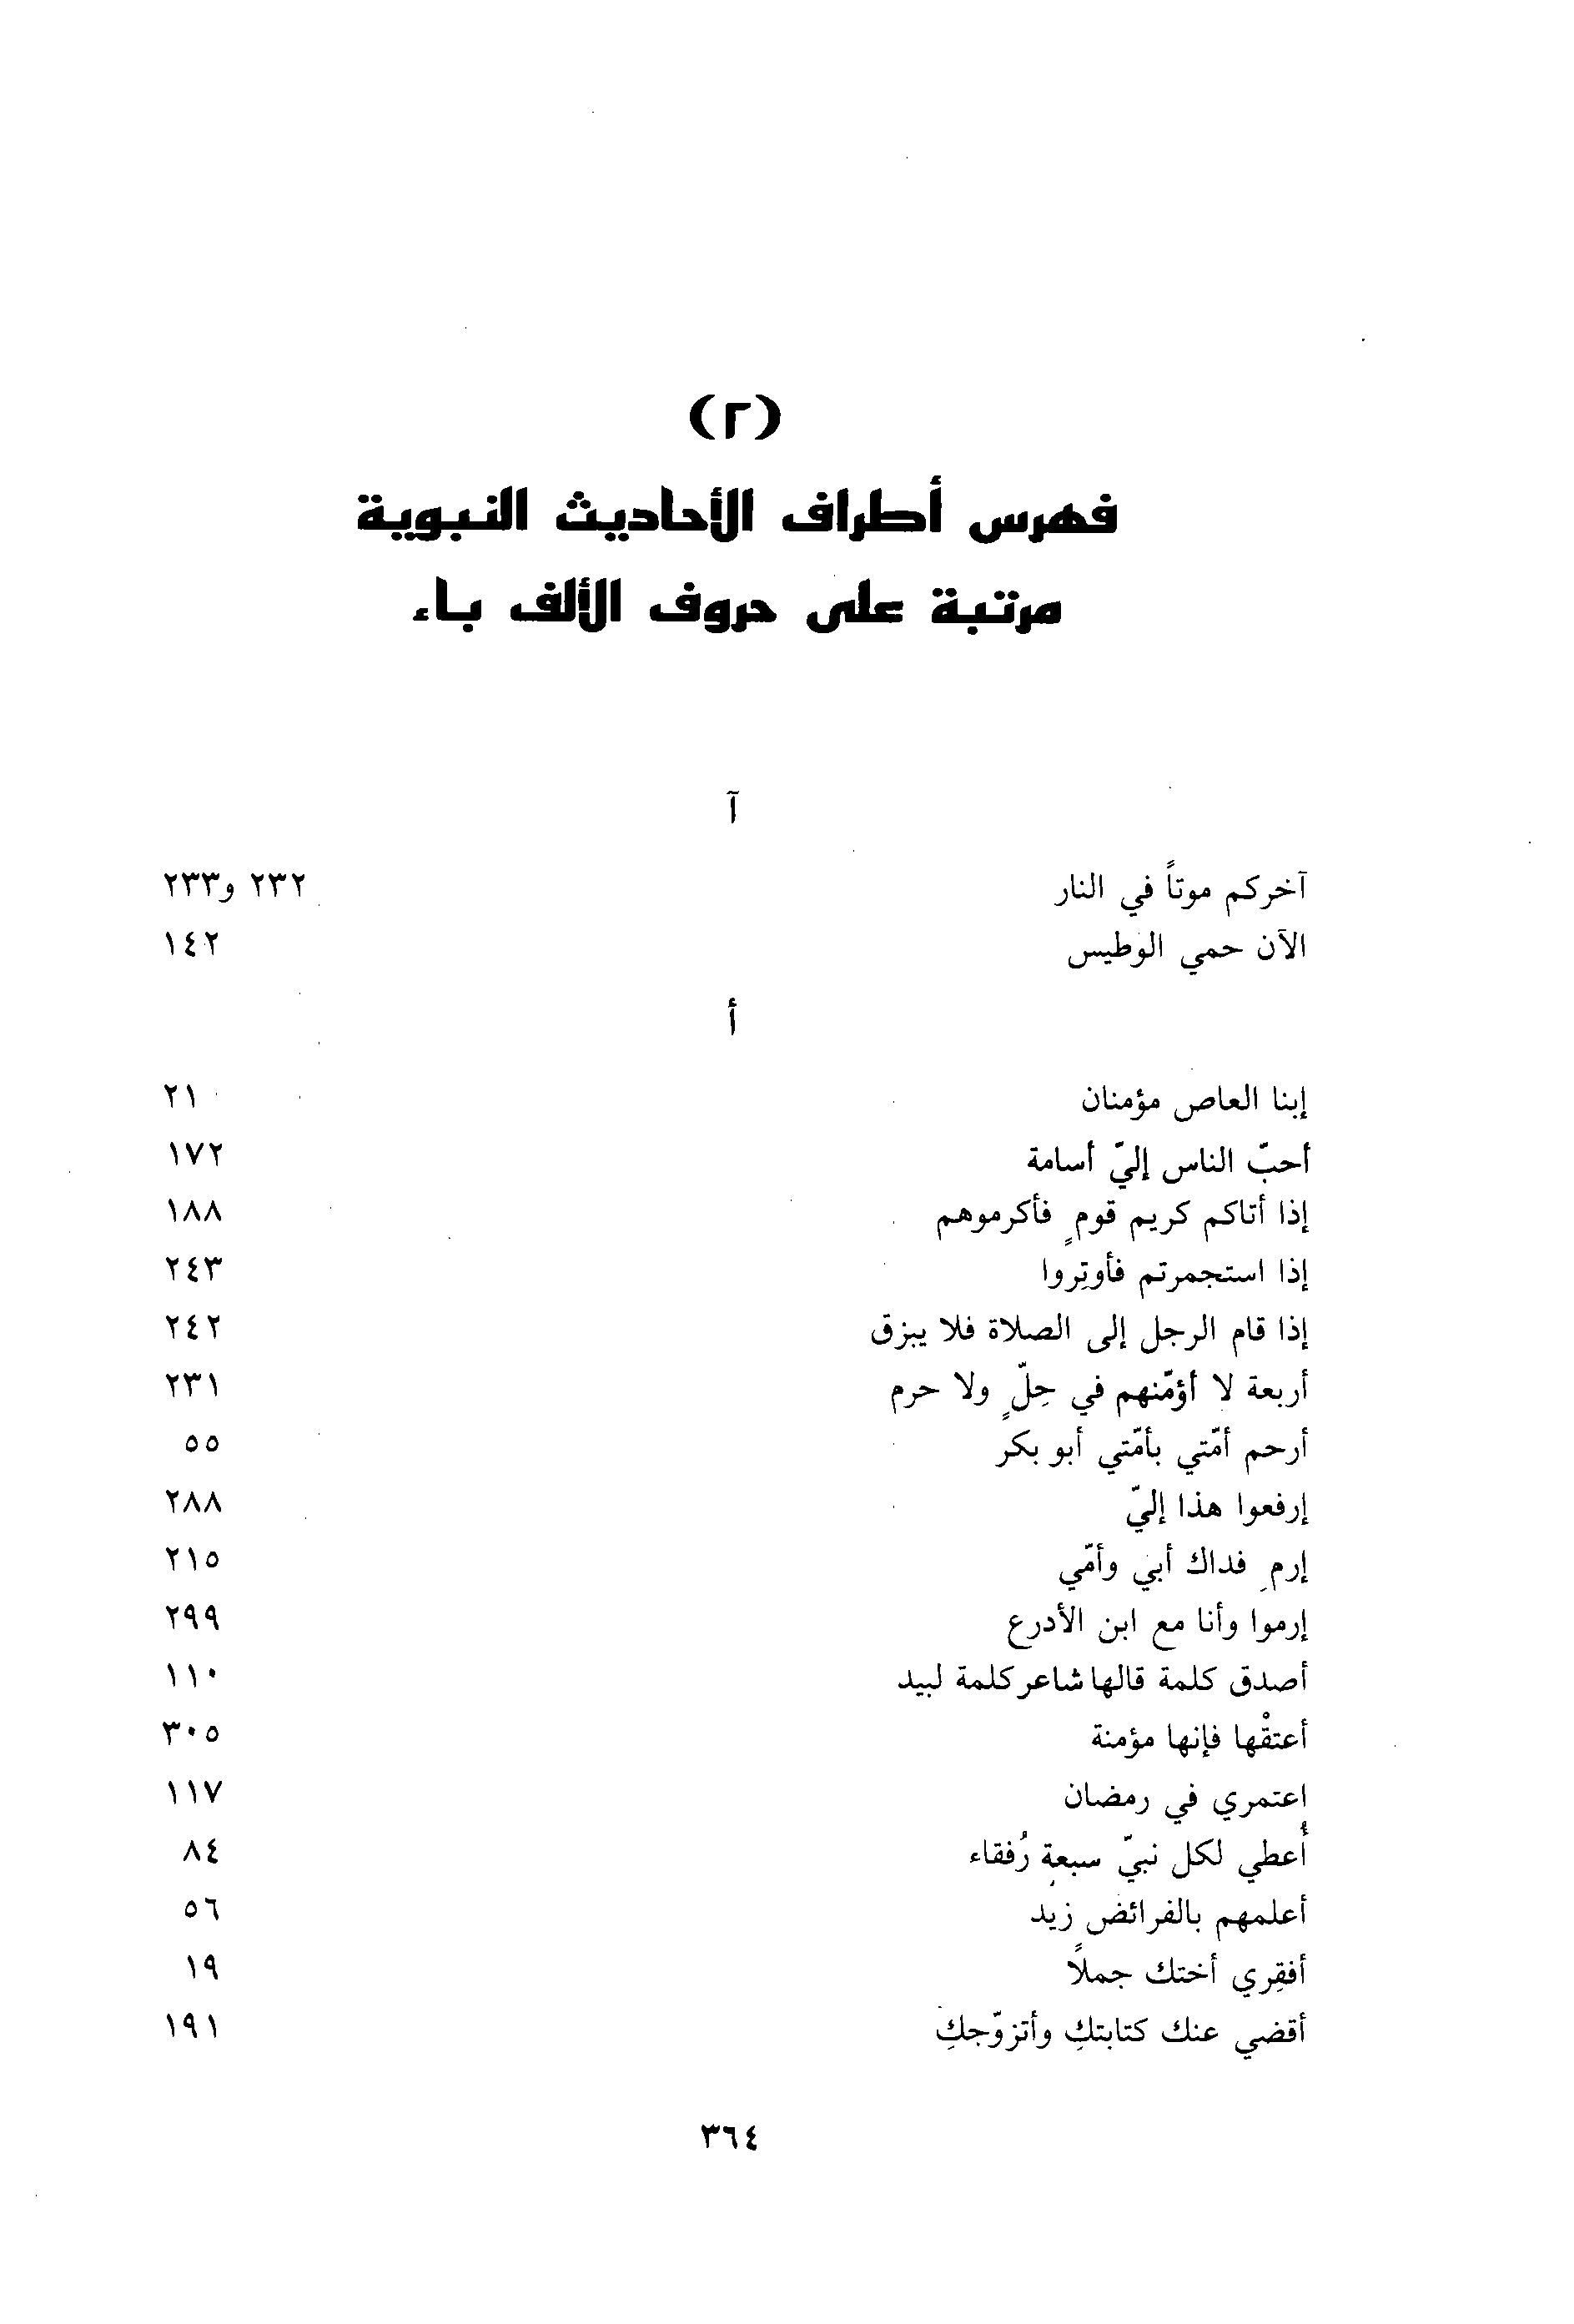 (٢)
فهرس أطراف الأحاديث النبوية
مرتبة على حروف الألف باء
آ
آخركم موتاً في النار ٢٣٢ و٢٣٣
الآن حمي الوطيس ١٤٢
أ
إبنا العاص مؤمنان ٢١
أحبّ الناس إليّ أسامة ١٧٢
إذا أتاكم كريم قومٍ فأكرموهم ١٨٨
إذا استجمرتم فأوتِروا ٢٤٣
إذا قام الرجل إلى الصلاة فلا يبزق ٢٤٢
أربعة لا أؤمّنهم في حِلّ ٍ ولا حرم ٢٣١
أرحم أمّتي بأمّتي أبو بكر ٥٥
إرفعوا هذا إليّ ٢٨٨
إرمِ فداك أبي وأمّي ٢١٥
إرموا وأنا مع ابن الأدرع ٢٩٩
أصدق كلمة قالها شاعر كلمة لبيد ١١٠
أعتقْها فإنها مؤمنة ٣٠٥
اعتمري في رمضان ١١٧
أُعطي لكل نبيّ سبعة رُفقاء ٨٤
أعلمهم بالفرائض زيد ٥٦
أفقِري أختك جملاً ١٩
أقضي عنك كتابتكِ وأتزوّجكِ ١٩١
٣٦٤